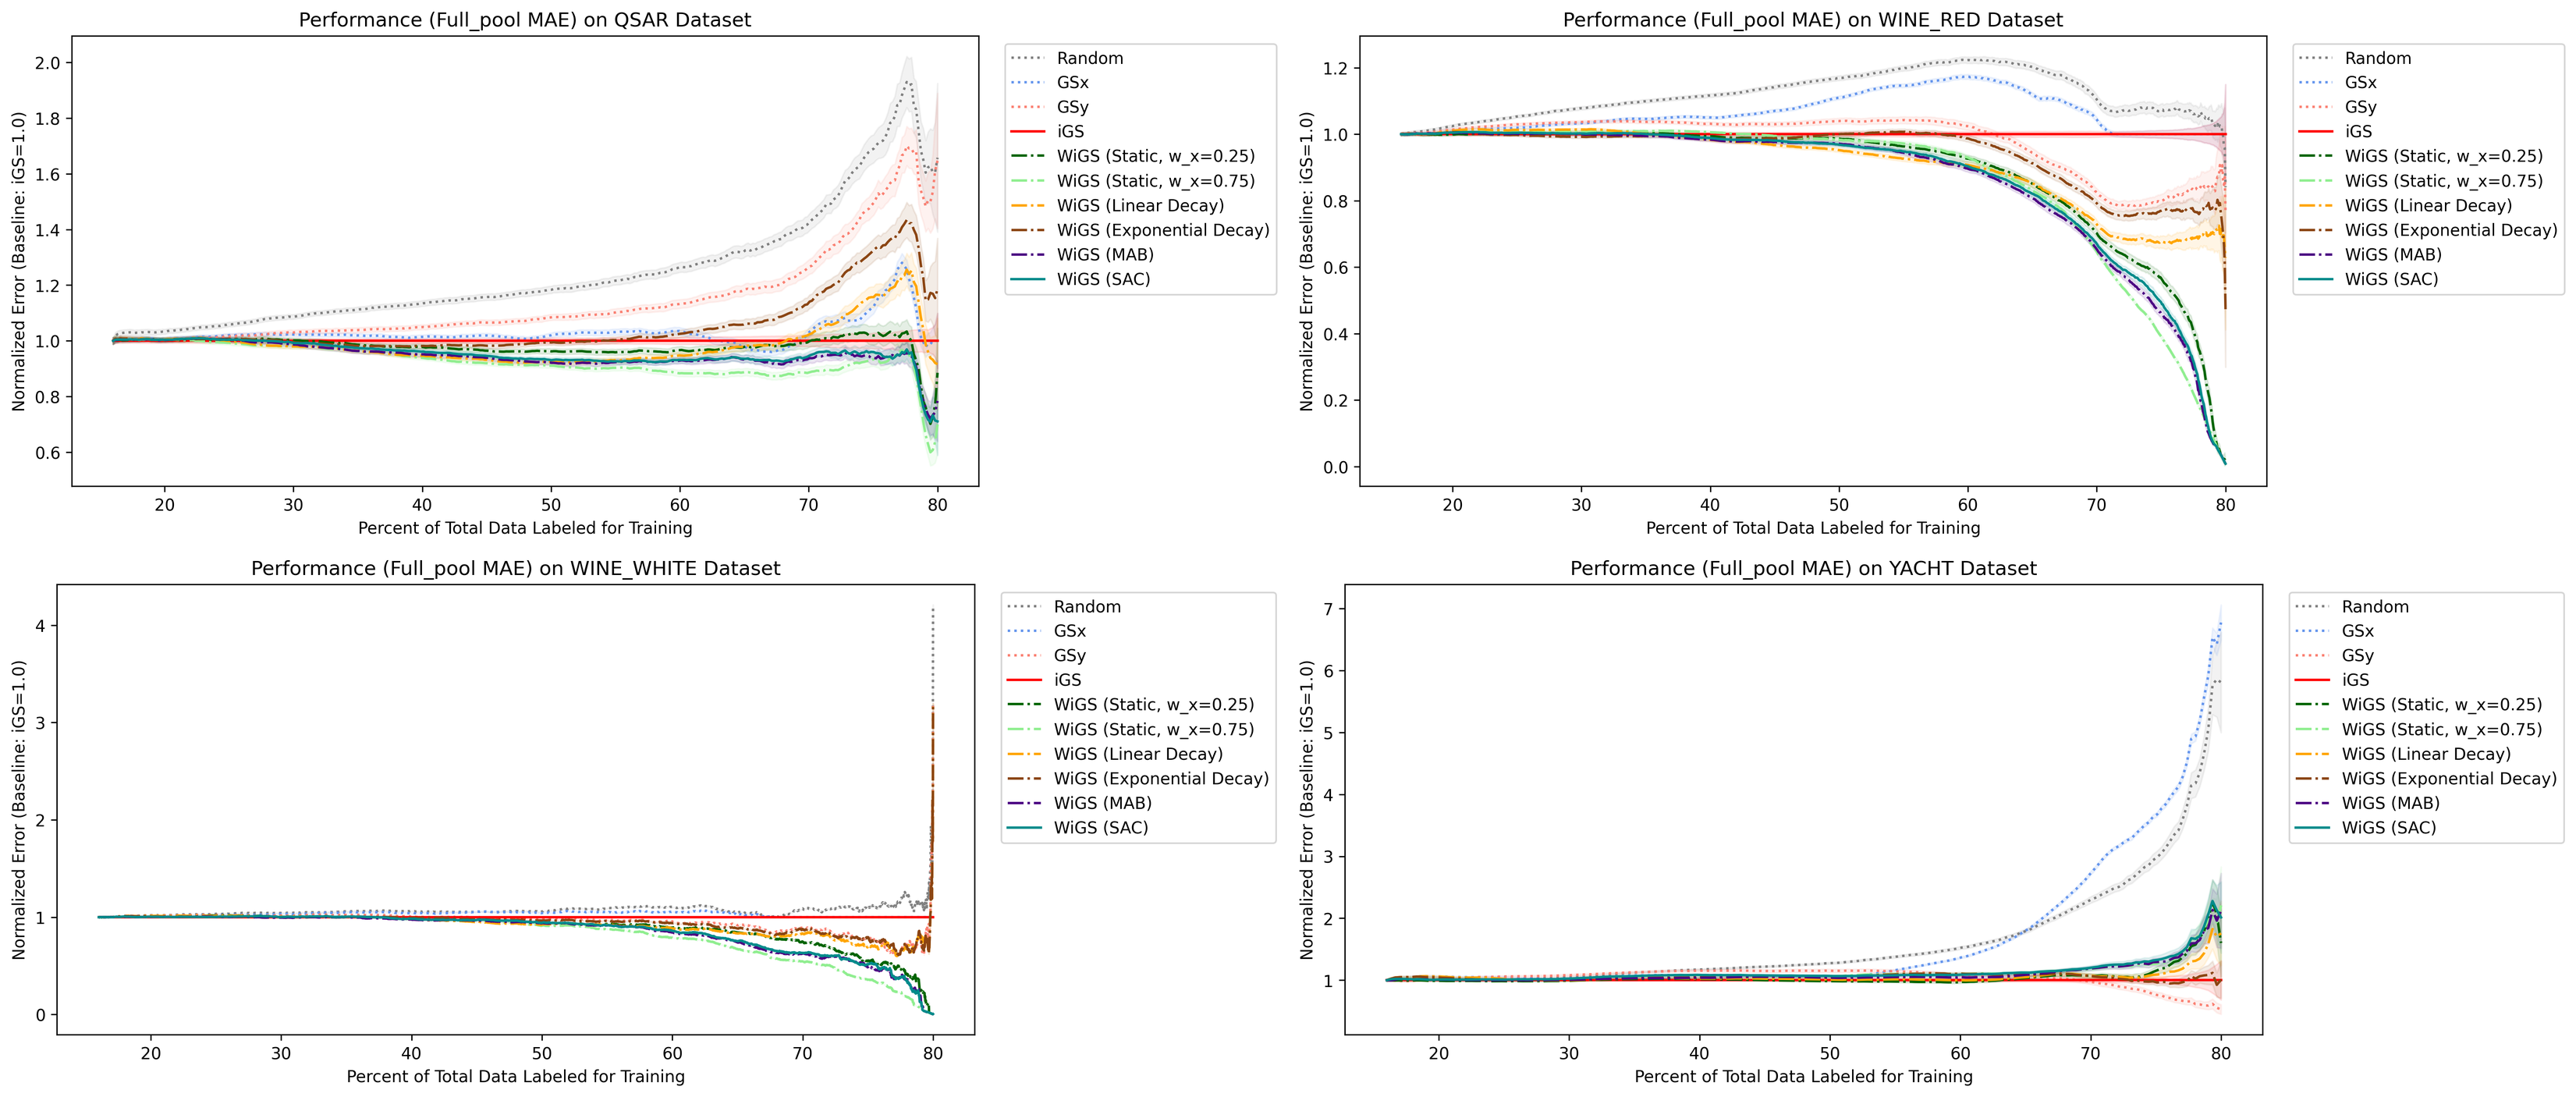 Performance (Full_pool MAE) on QSAR Dataset
Normalized Error (Baseline: iGS=1.0)
2.0
1.8
1.6
1.4
1.2
1.0
0.8
0.6
20 30 40 50 60 70 80
Percent of Total Data Labeled for Training
Random
GSx
GSy
iGS
WiGS (Static, w_x=0.25)
WiGS (Static, w_x=0.75)
WiGS (Linear Decay)
WiGS (Exponential Decay)
WiGS (MAB)
WiGS (SAC)
Performance (Full_pool MAE) on WINE_RED Dataset
Normalized Error (Baseline: iGS=1.0)
1.2
1.0
0.8
0.6
0.4
0.2
0.0
20 30 40 50 60 70 80
Percent of Total Data Labeled for Training
Random
GSx
GSy
iGS
WiGS (Static, w_x=0.25)
WiGS (Static, w_x=0.75)
WiGS (Linear Decay)
WiGS (Exponential Decay)
WiGS (MAB)
WiGS (SAC)
Performance (Full_pool MAE) on WINE_WHITE Dataset
Normalized Error (Baseline: iGS=1.0)
4
3
2
1
0
20 30 40 50 60 70 80
Percent of Total Data Labeled for Training
Random
GSx
GSy
iGS
WiGS (Static, w_x=0.25)
WiGS (Static, w_x=0.75)
WiGS (Linear Decay)
WiGS (Exponential Decay)
WiGS (MAB)
WiGS (SAC)
Performance (Full_pool MAE) on YACHT Dataset
Normalized Error (Baseline: iGS=1.0)
7
6
5
4
3
2
1
20 30 40 50 60 70 80
Percent of Total Data Labeled for Training
Random
GSx
GSy
iGS
WiGS (Static, w_x=0.25)
WiGS (Static, w_x=0.75)
WiGS (Linear Decay)
WiGS (Exponential Decay)
WiGS (MAB)
WiGS (SAC)